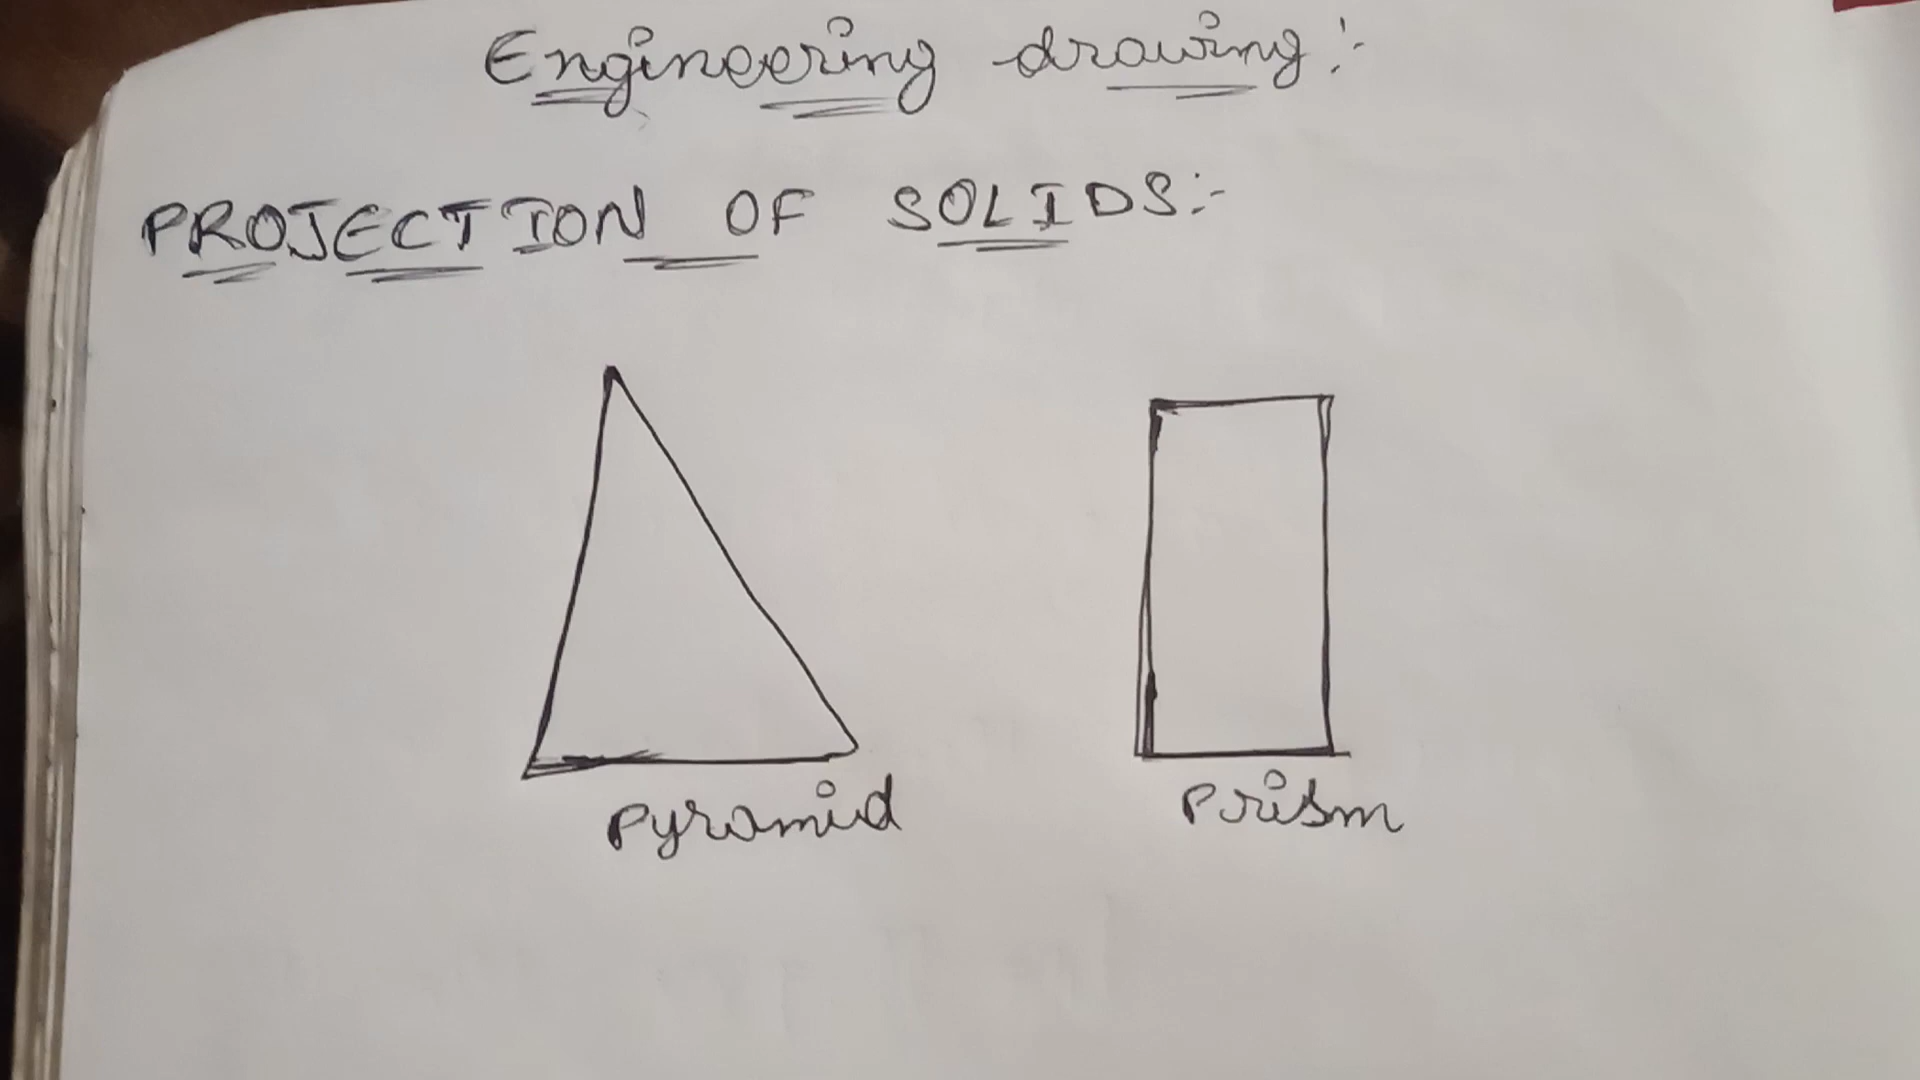 Engineering drawing:-
PROJECTION OF SOLIDS:-
Pyramid
Prism